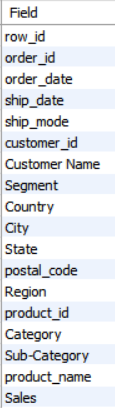 Field
row_id
order_id
order_date
ship_date
ship_mode
customer_id
Customer Name
Segment
Country
City
State
postal_code
Region
product_id
Category
Sub-Category
product_name
Sales